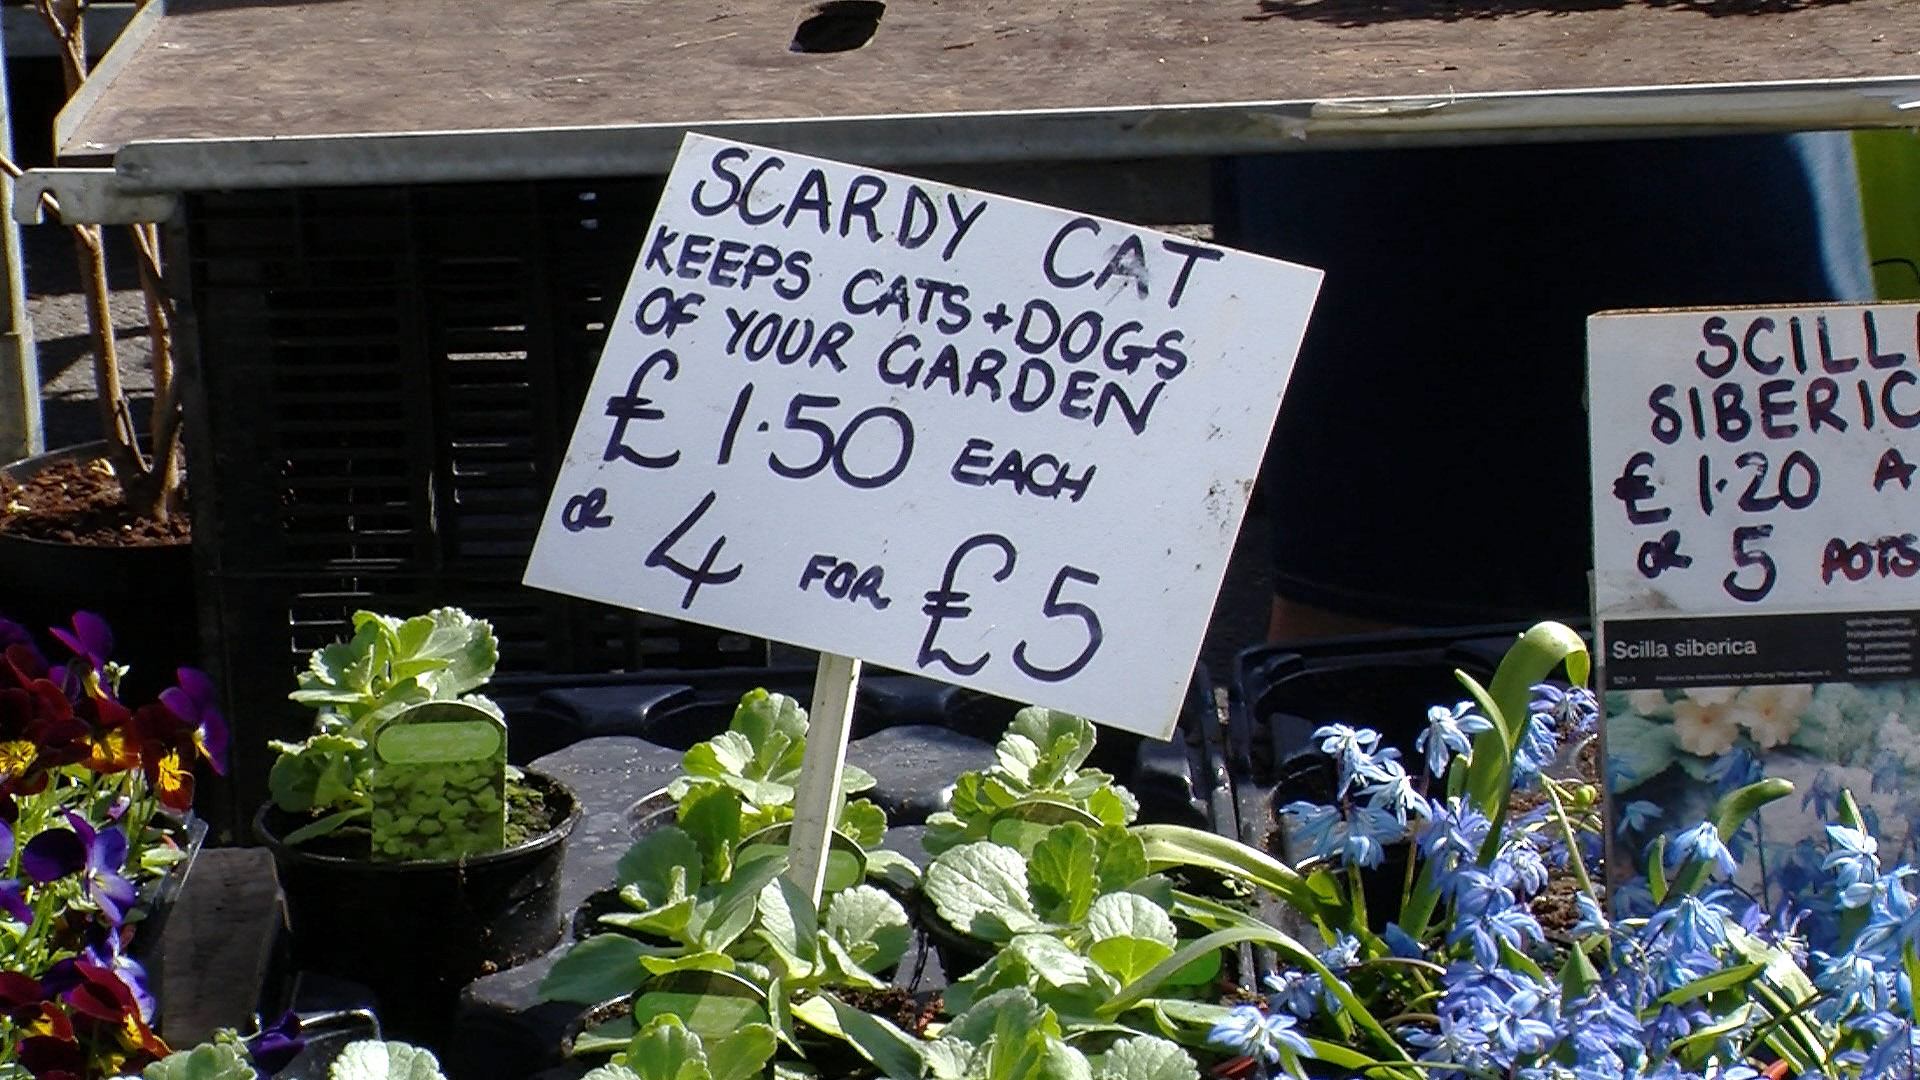 SCARDY CAT
KEEPS CATS+DOGS
OF YOUR GARDEN
£1.50 EACH
OR 4 FOR £5
SCILL
SIBERIC
£1.20 A
OR 5 POTS
Scilla siberica